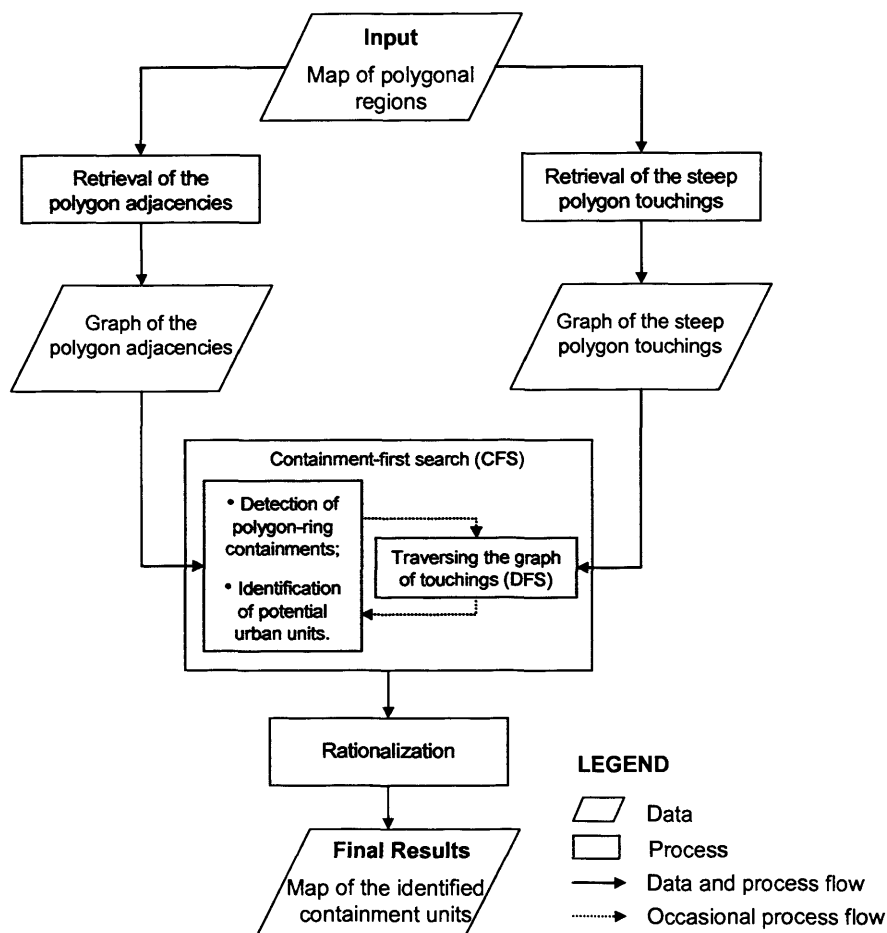 Input
Map of polygonal
regions
Retrieval of the
polygon adjacencies
Retrieval of the steep
polygon touchings
Graph of the
polygon adjacencies
Graph of the steep
polygon touchings
Containment-first search (CFS)
• Detection of
polygon-ring
containments;
• Identification
of potential
urban units.
Traversing the graph
of touchings (DFS)
Rationalization
Final Results
Map of the identified
containment units
LEGEND
Data
Process
Data and process flow
Occasional process flow